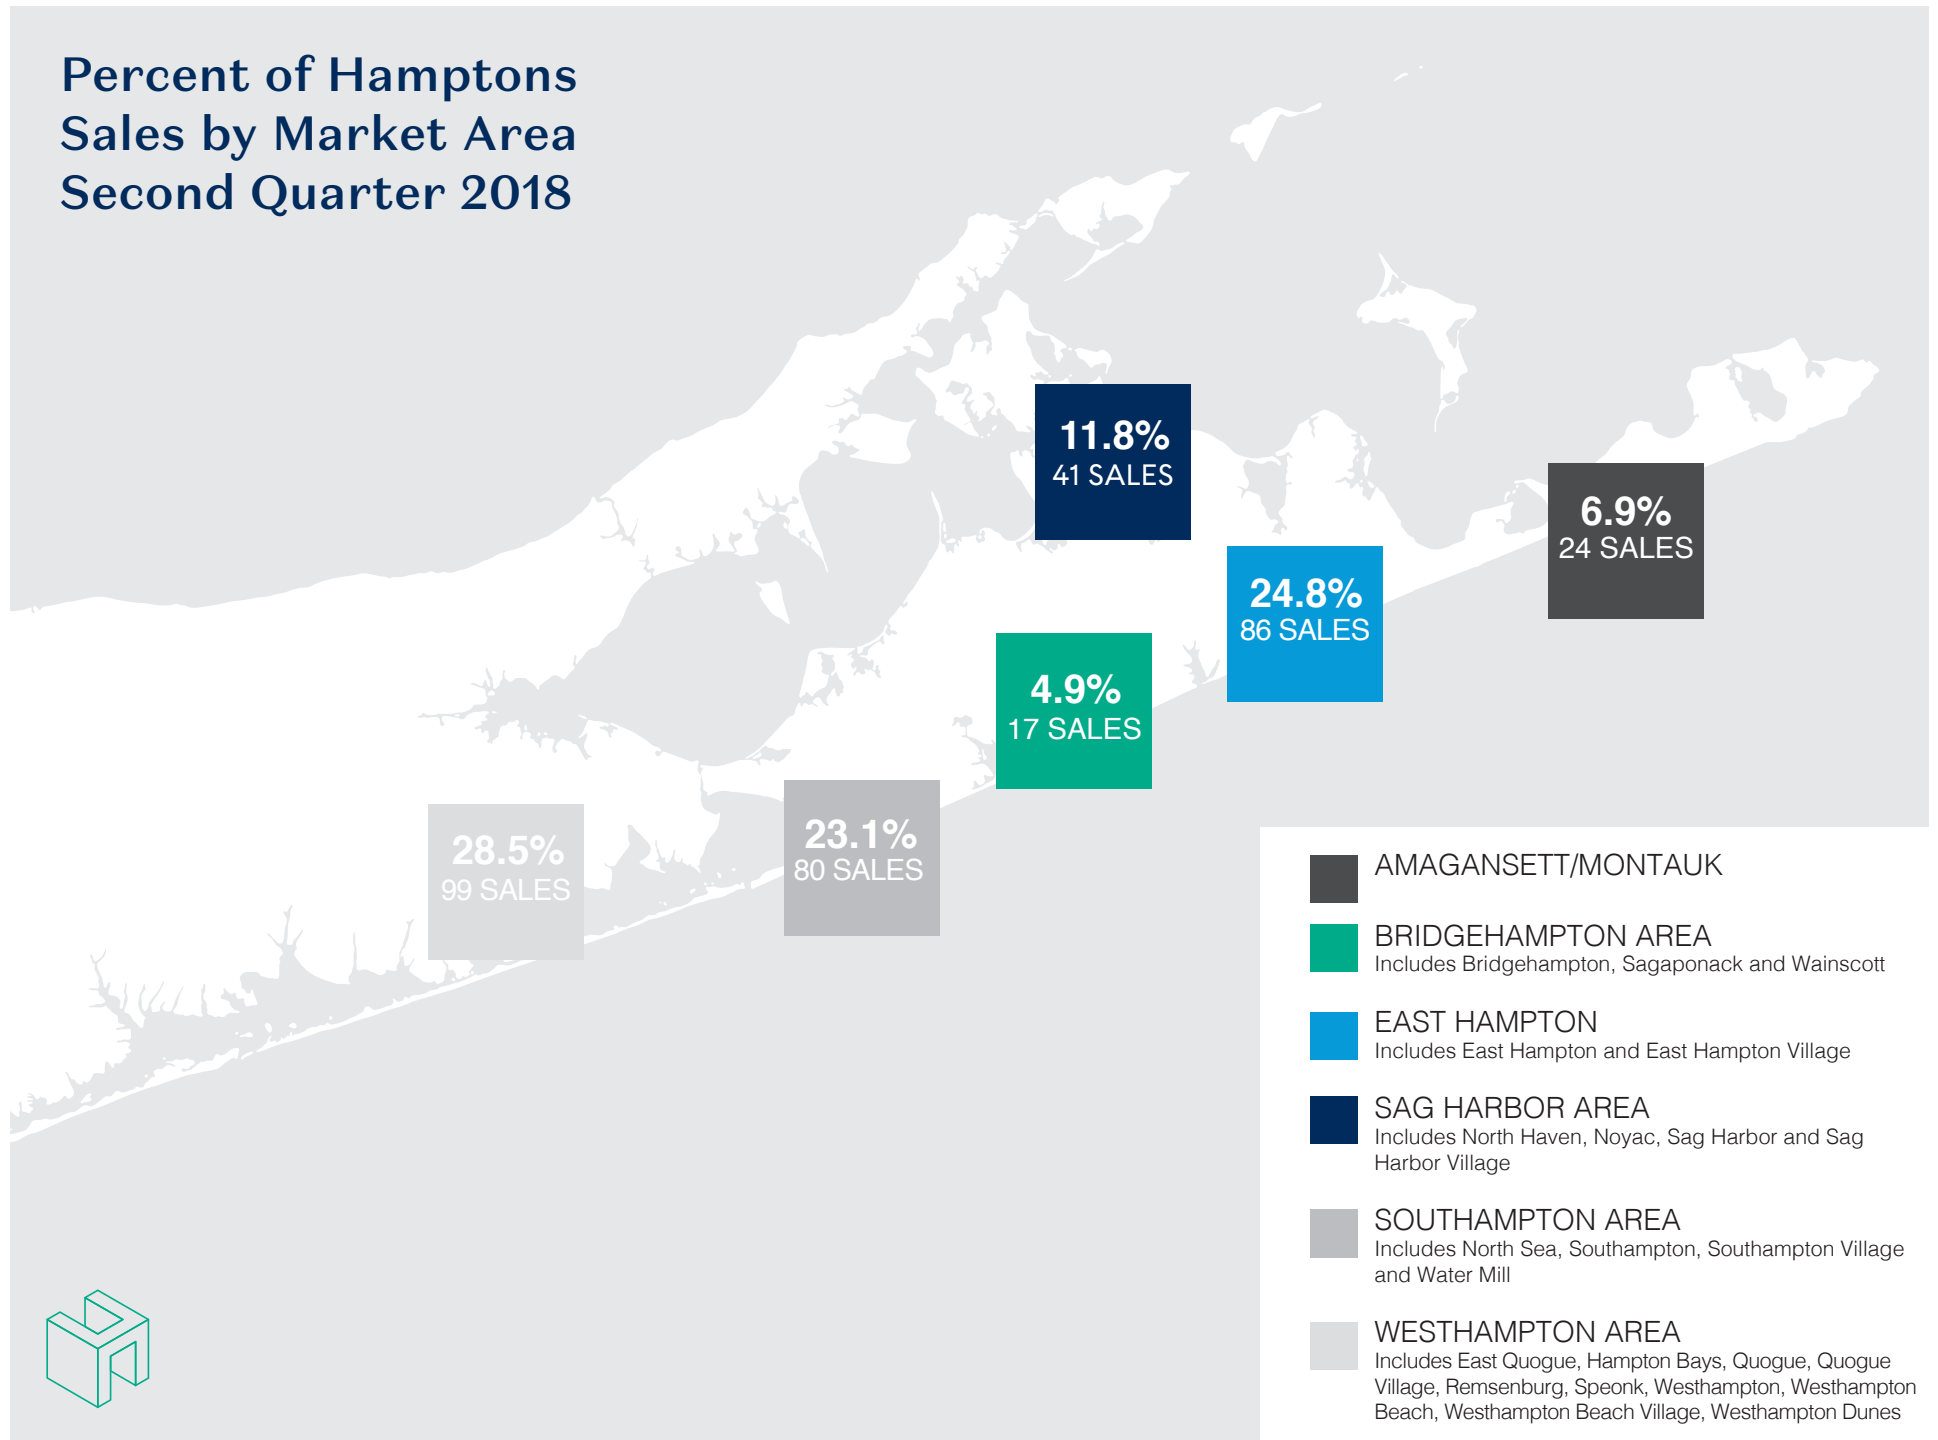 Percent of Hamptons
Sales by Market Area
Second Quarter 2018
11.8%
41 SALES
6.9%
24 SALES
24.8%
86 SALES
4.9%
17 SALES
23.1%
80 SALES
28.5%
99 SALES
AMAGANSETT/MONTAUK
BRIDGEHAMPTON AREA
Includes Bridgehampton, Sagaponack and Wainscott
EAST HAMPTON
Includes East Hampton and East Hampton Village
SAG HARBOR AREA
Includes North Haven, Noyac, Sag Harbor and Sag
Harbor Village
SOUTHAMPTON AREA
Includes North Sea, Southampton, Southampton Village
and Water Mill
WESTHAMPTON AREA
Includes East Quogue, Hampton Bays, Quogue, Quogue
Village, Remsenburg, Speonk, Westhampton, Westhampton
Beach, Westhampton Beach Village, Westhampton Dunes